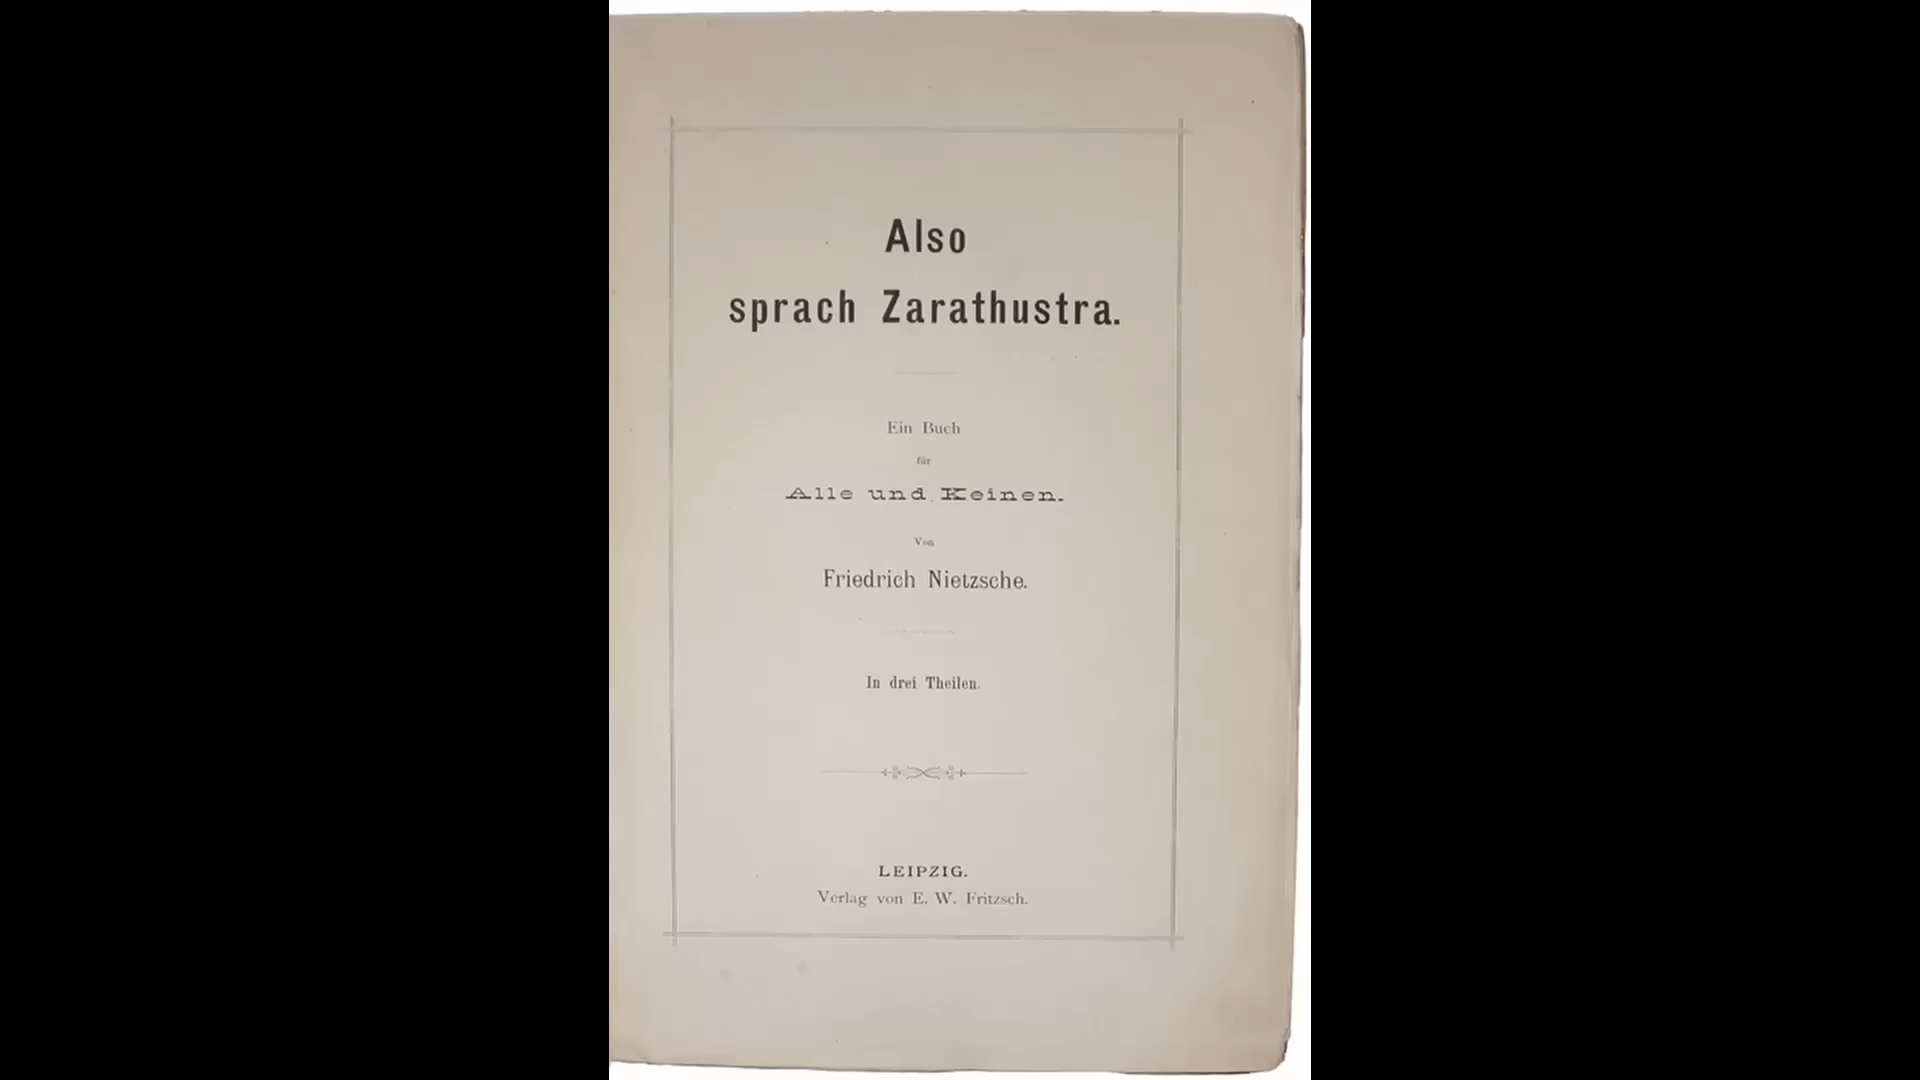 Also
sprach Zarathustra.
Ein Buch
für
Alle und Keinen.
Von
Friedrich Nietzsche.
In drei Theilen.
LEIPZIG.
Verlag von E. W. Fritzsch.